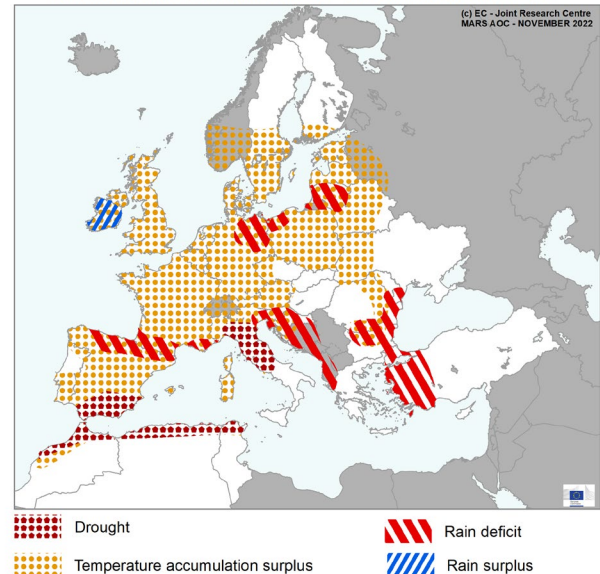 (c) EC - Joint Research Centre
MARS AOC - NOVEMBER 2022
Drought
Rain deficit
Temperature accumulation surplus
Rain surplus